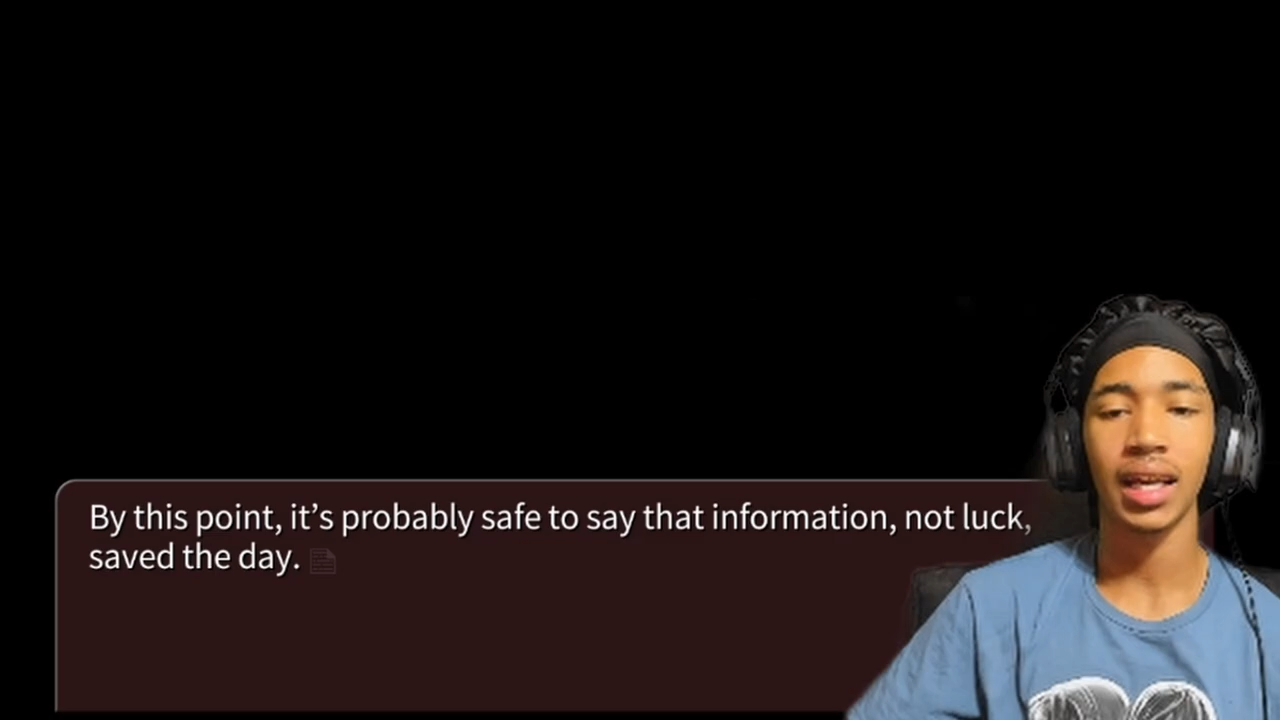 By this point, it’s probably safe to say that information, not luck,
saved the day.